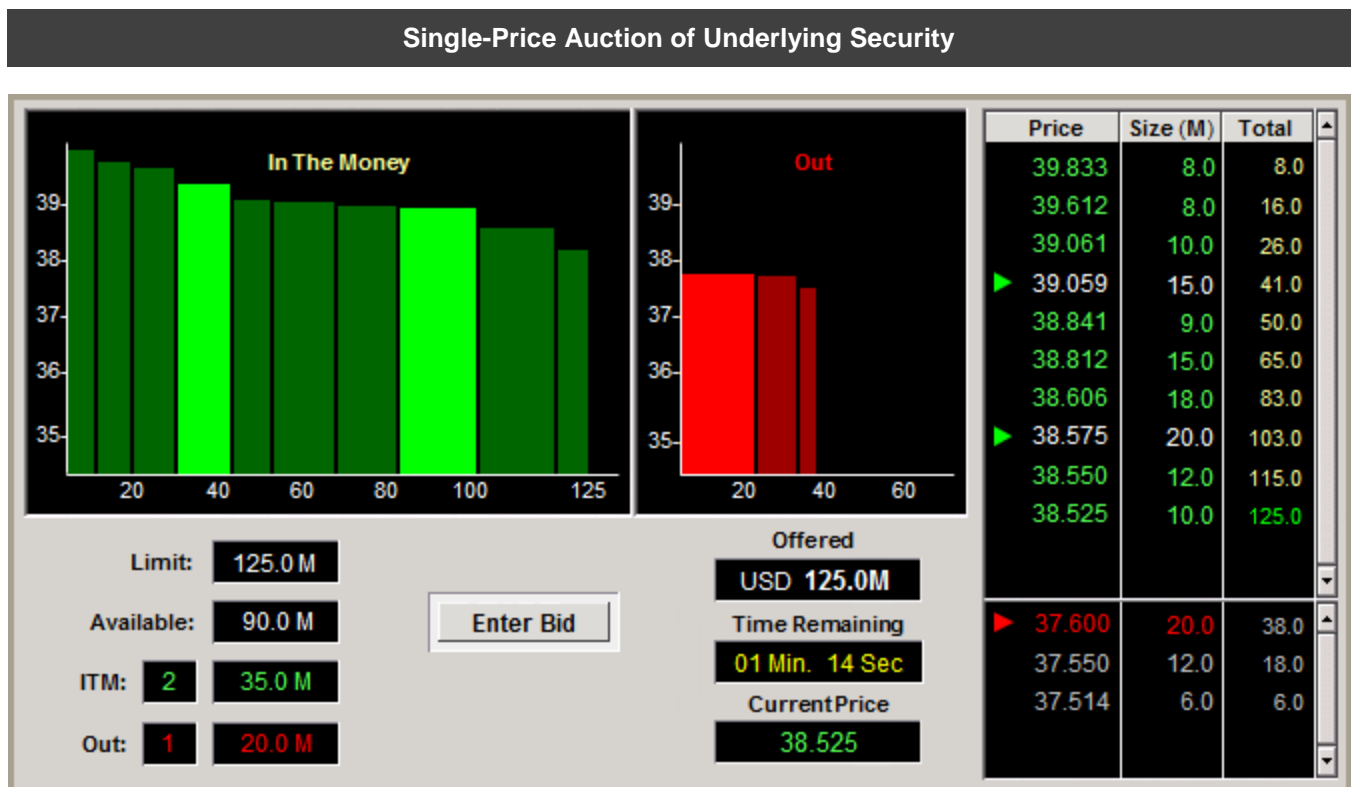 Single-Price Auction of Underlying Security
In The Money
39
38
37
36
35
20 40 60 80 100 125
Out
39
38
37
36
35
20 40 60
Price Size (M) Total
39.833 8.0 8.0
39.612 8.0 16.0
39.061 10.0 26.0
39.059 15.0 41.0
38.841 9.0 50.0
38.812 15.0 65.0
38.606 18.0 83.0
38.575 20.0 103.0
38.550 12.0 115.0
38.525 10.0 125.0
37.600 20.0 38.0
37.550 12.0 18.0
37.514 6.0 6.0
Limit: 125.0 M
Available: 90.0 M
ITM: 2 35.0 M
Out: 1 20.0 M
Enter Bid
Offered
USD 125.0M
Time Remaining
01 Min. 14 Sec
Current Price
38.525